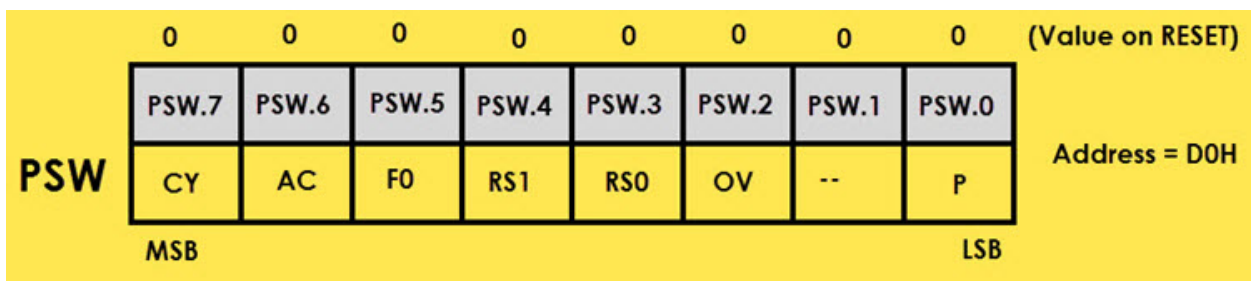 0 0 0 0 0 0 0 0 (Value on RESET)
PSW.7 PSW.6 PSW.5 PSW.4 PSW.3 PSW.2 PSW.1 PSW.0
Address = D0H
PSW CY AC F0 RS1 RS0 OV -- P
MSB LSB